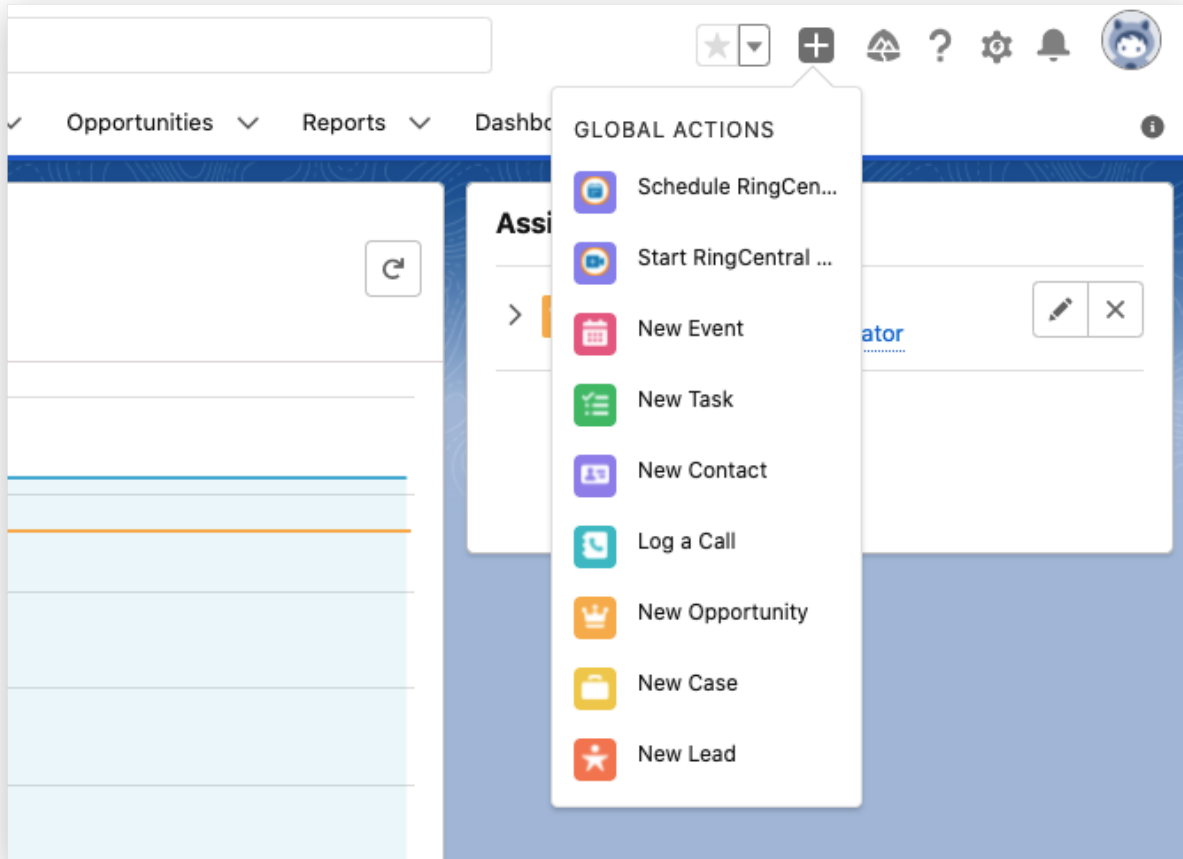 Opportunities
Reports
Dashbo
GLOBAL ACTIONS
Schedule RingCen...
Start RingCentral ...
New Event
New Task
New Contact
Log a Call
New Opportunity
New Case
New Lead
Assi
ator